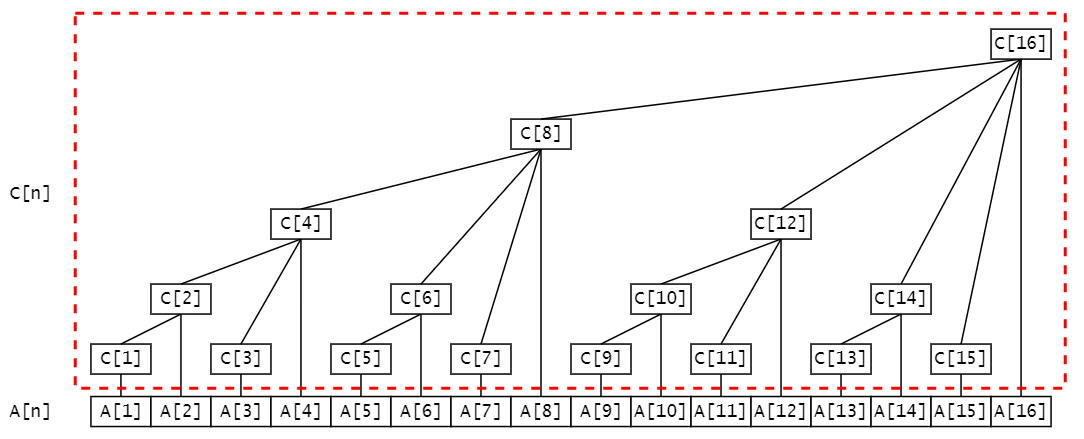 C[16]
C[8]
C[n]
C[4] C[12]
C[2] C[6] C[10] C[14]
C[1] C[3] C[5] C[7] C[9] C[11] C[13] C[15]
A[n] A[1] A[2] A[3] A[4] A[5] A[6] A[7] A[8] A[9] A[10] A[11] A[12] A[13] A[14] A[15] A[16]